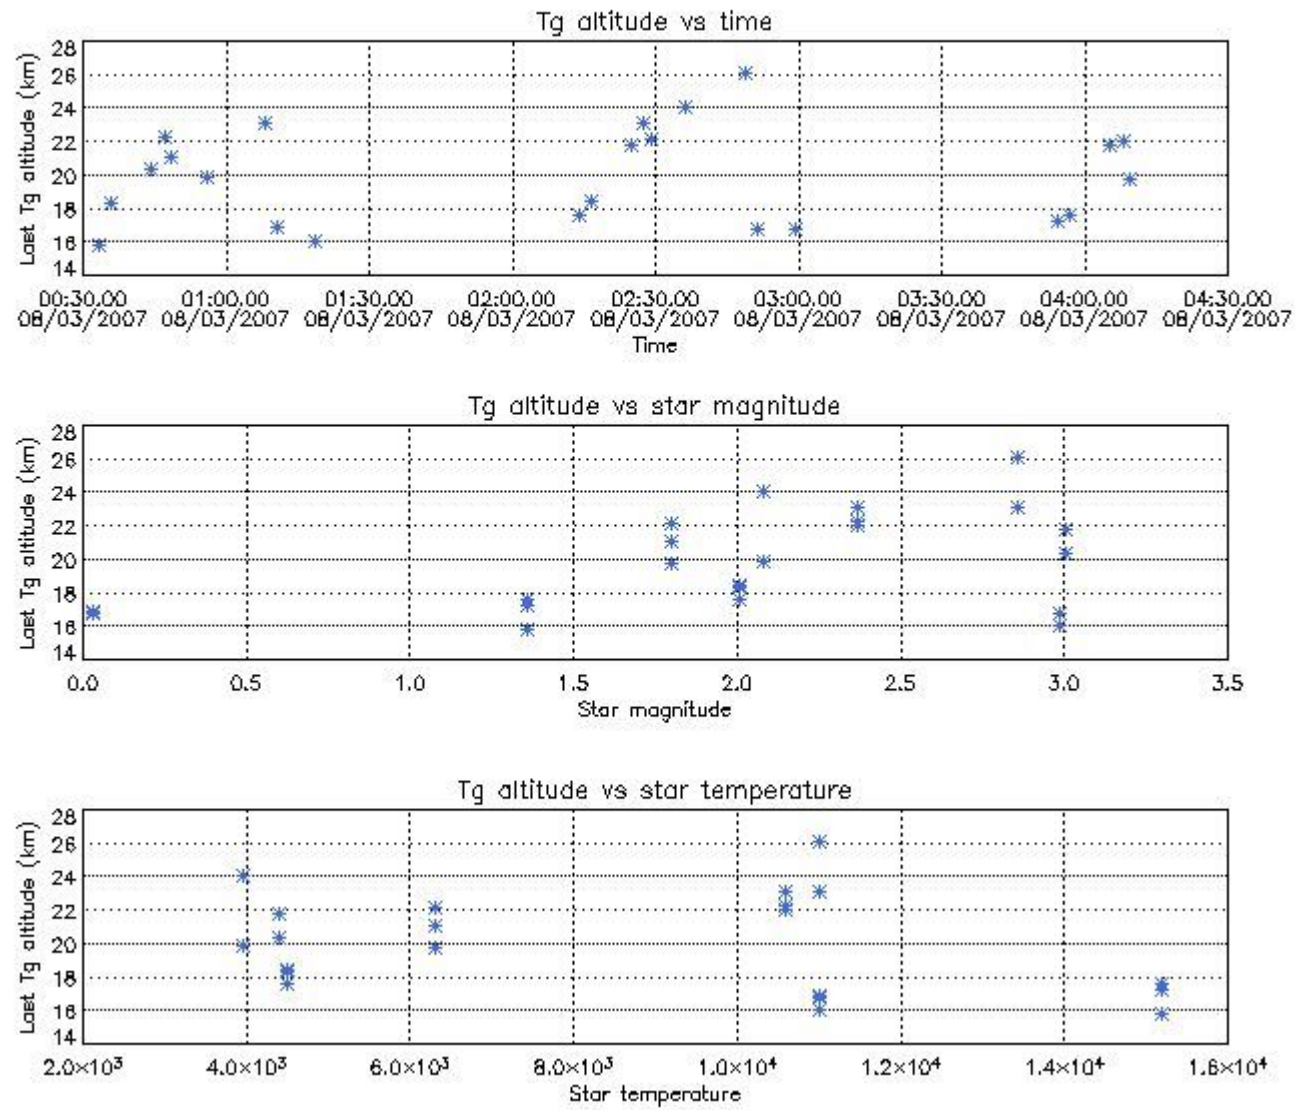 Tg altitude vs time
Last Tg altitude (km)
28
26
24
22
20
18
16
14
00:30.00 01:00.00 01:30.00 02:00.00 02:30.00 03:00.00 03:30.00 04:00.00 04:30.00
08/03/2007 08/03/2007 08/03/2007 08/03/2007 08/03/2007 08/03/2007 08/03/2007 08/03/2007 08/03/2007
Time
Tg altitude vs star magnitude
Last Tg altitude (km)
28
26
24
22
20
18
16
14
0.0 0.5 1.0 1.5 2.0 2.5 3.0 3.5
Star magnitude
Tg altitude vs star temperature
Last Tg altitude (km)
28
26
24
22
20
18
16
14
2.0×10³ 4.0×10³ 6.0×10³ 8.0×10³ 1.0×10⁴ 1.2×10⁴ 1.4×10⁴ 1.6×10⁴
Star temperature